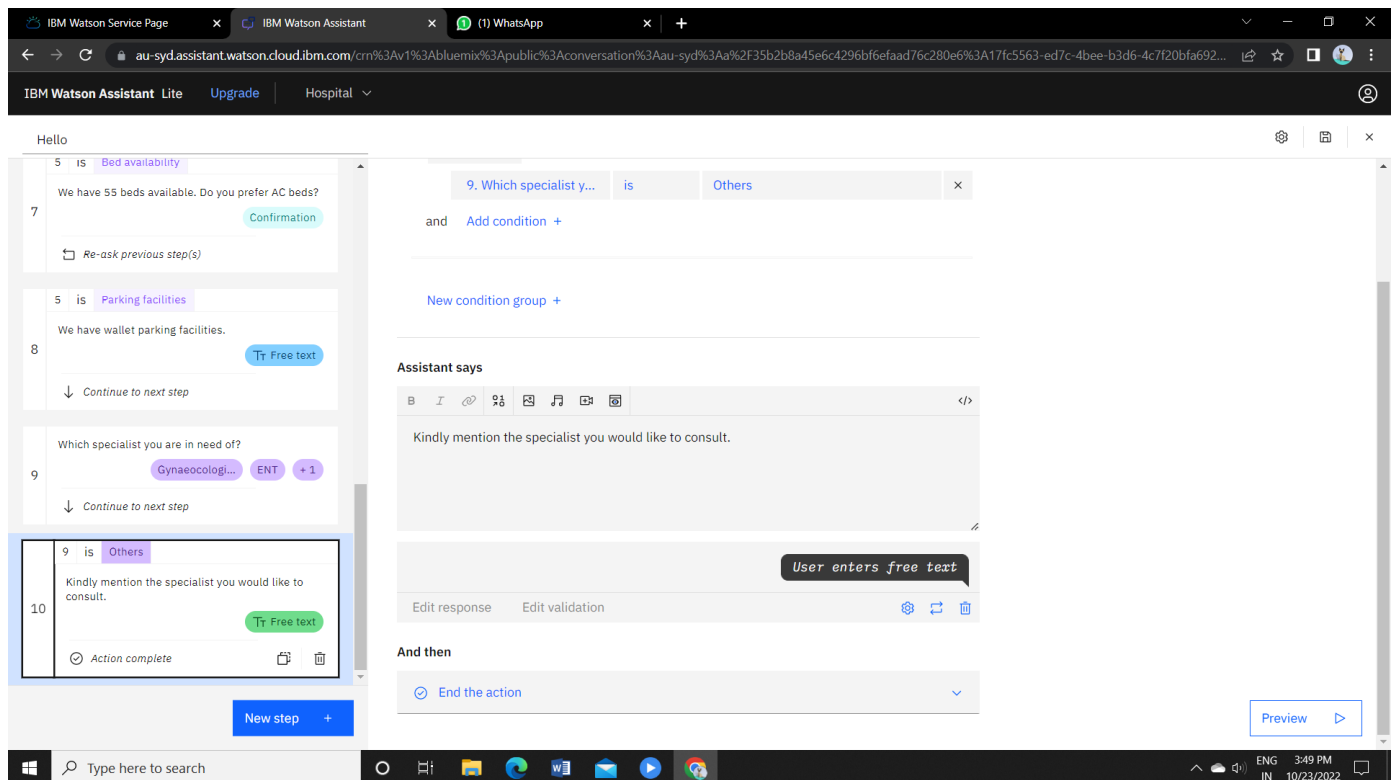 IBM Watson Service Page
IBM Watson Assistant
(1) WhatsApp
au-syd.assistant.watson.cloud.ibm.com/crn%3Av1%3Abluemix%3Apublic%3Aconversation%3Aau-syd%3Aa%2F35b2b8a45e6c4296bf6efaad76c280e6%3A17fc5563-ed7c-4bee-b3d6-4c7f20bfa692...
IBM Watson Assistant Lite Upgrade Hospital
Hello
5 is Bed availability
We have 55 beds available. Do you prefer AC beds?
7
Confirmation
Re-ask previous step(s)
5 is Parking facilities
We have wallet parking facilities.
8
Free text
Continue to next step
Which specialist you are in need of?
Gynaeocologi... ENT + 1
9
Continue to next step
9 is Others
Kindly mention the specialist you would like to
consult.
10
Free text
Action complete
New step +
9. Which specialist y... is Others
and Add condition +
New condition group +
Assistant says
B I
Kindly mention the specialist you would like to consult.
User enters free text
Edit response Edit validation
And then
End the action
Preview
Type here to search
ENG 3:49 PM
IN 10/23/2022